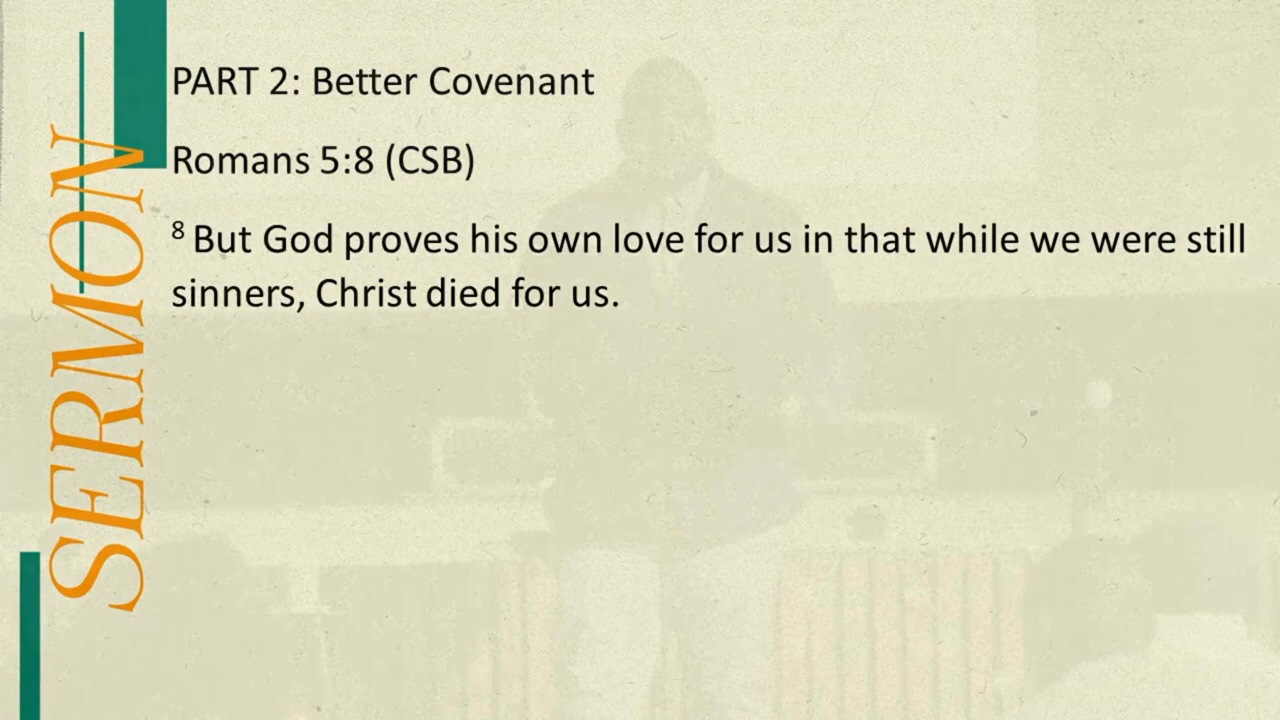 SERMON
PART 2: Better Covenant
Romans 5:8 (CSB)
⁸ But God proves his own love for us in that while we were still
sinners, Christ died for us.